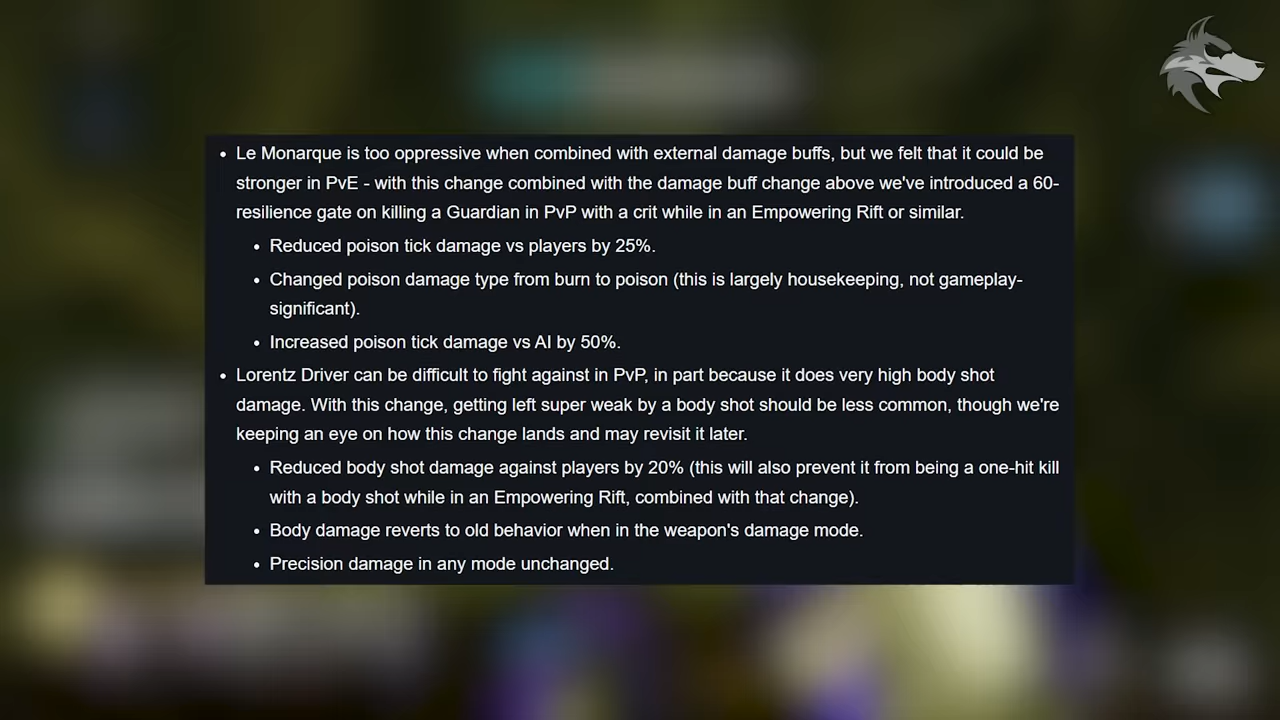 • Le Monarque is too oppressive when combined with external damage buffs, but we felt that it could be
stronger in PvE - with this change combined with the damage buff change above we've introduced a 60-
resilience gate on killing a Guardian in PvP with a crit while in an Empowering Rift or similar.
• Reduced poison tick damage vs players by 25%.
• Changed poison damage type from burn to poison (this is largely housekeeping, not gameplay-
significant).
• Increased poison tick damage vs AI by 50%.
• Lorentz Driver can be difficult to fight against in PvP, in part because it does very high body shot
damage. With this change, getting left super weak by a body shot should be less common, though we're
keeping an eye on how this change lands and may revisit it later.
• Reduced body shot damage against players by 20% (this will also prevent it from being a one-hit kill
with a body shot while in an Empowering Rift, combined with that change).
• Body damage reverts to old behavior when in the weapon's damage mode.
• Precision damage in any mode unchanged.